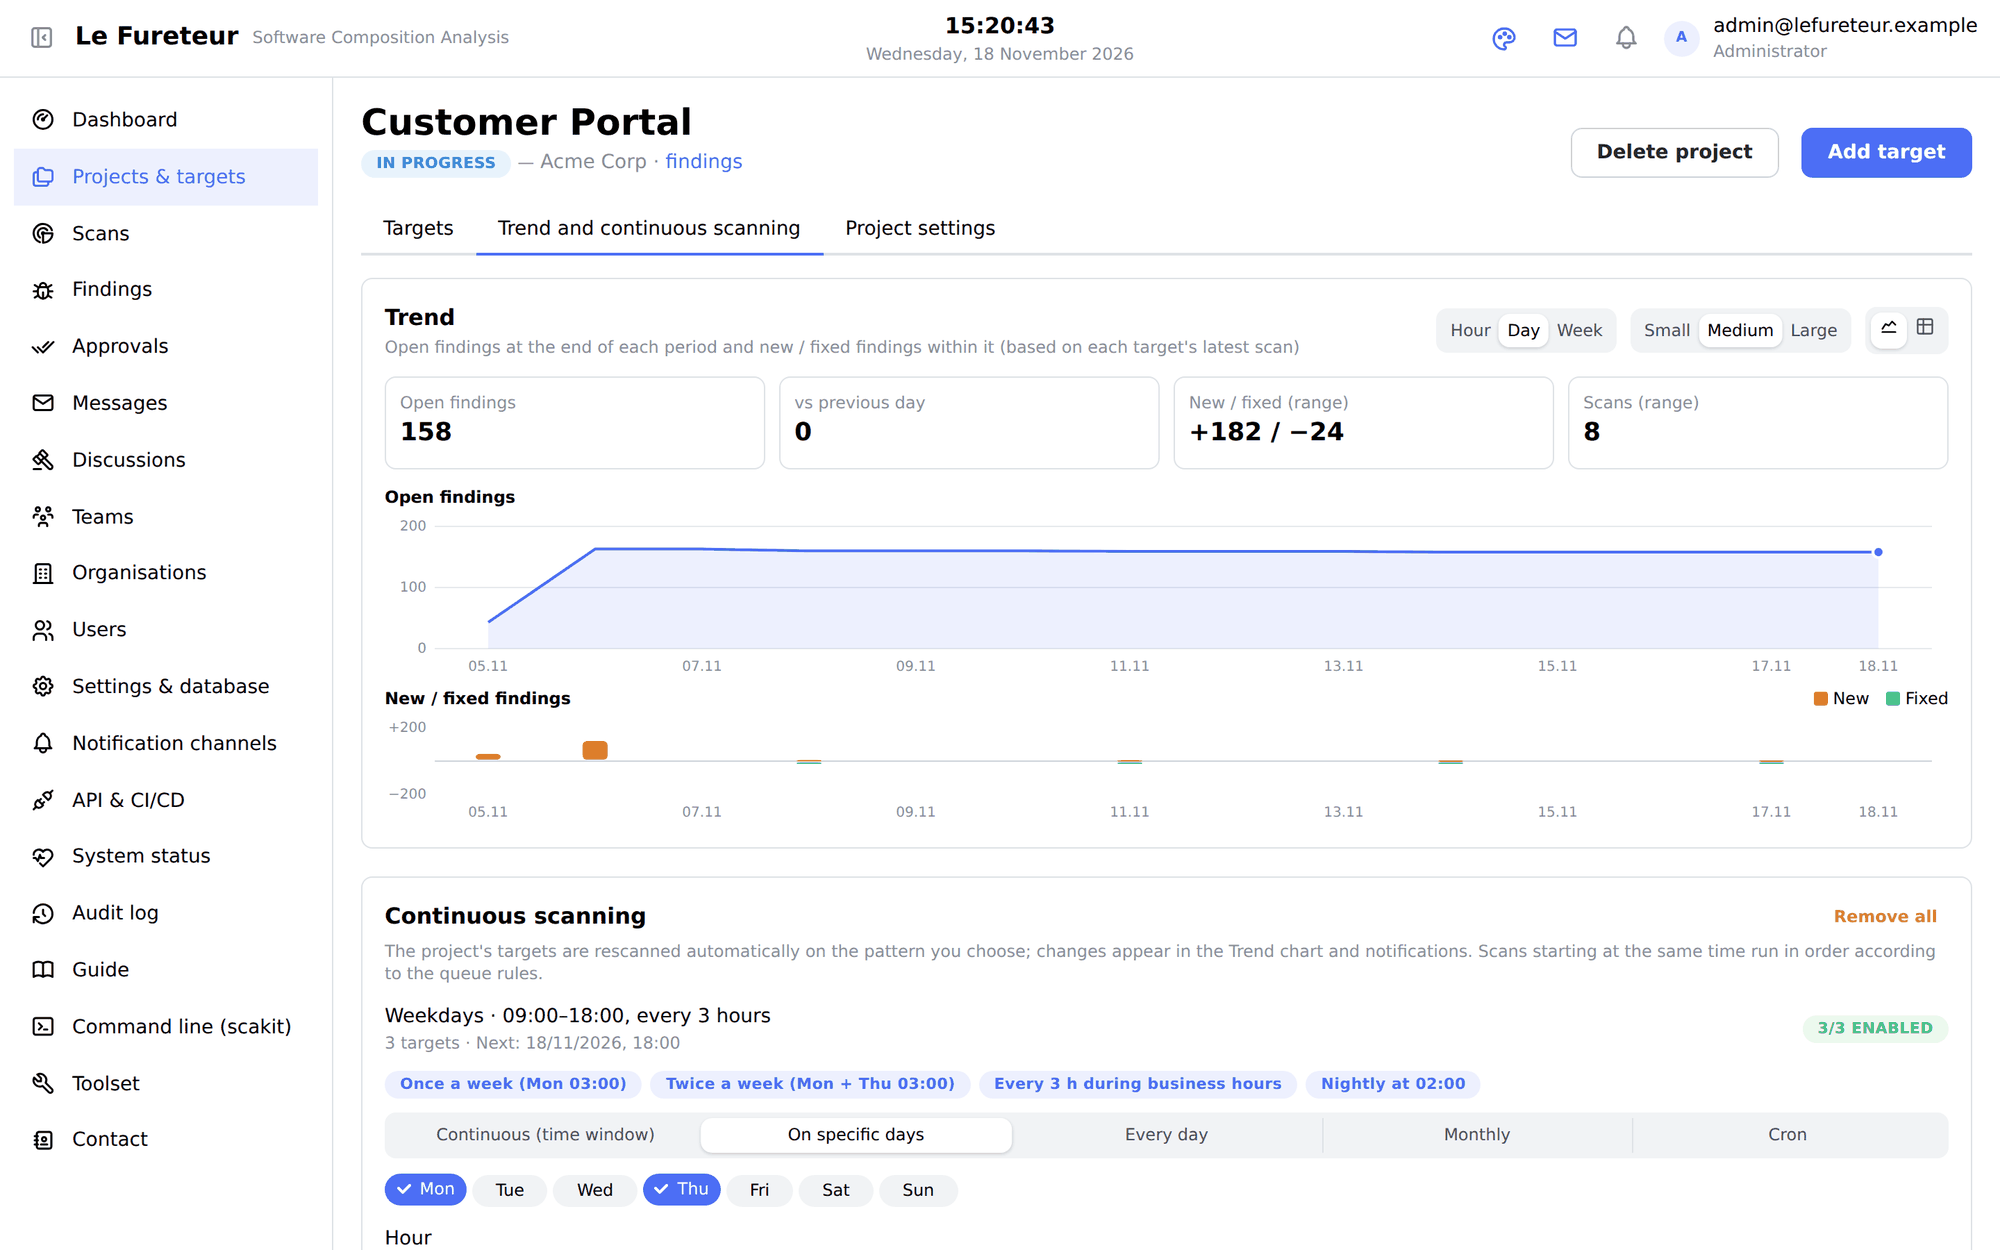 Le Fureteur
Software Composition Analysis
15:20:43
Wednesday, 18 November 2026
A
admin@lefureteur.example
Administrator
Dashboard
Projects & targets
Scans
Findings
Approvals
Messages
Discussions
Teams
Organisations
Users
Settings & database
Notification channels
API & CI/CD
System status
Audit log
Guide
Command line (scakit)
Toolset
Contact
Customer Portal
IN PROGRESS — Acme Corp · findings
Delete project
Add target
Targets
Trend and continuous scanning
Project settings
Trend
Open findings at the end of each period and new / fixed findings within it (based on each target's latest scan)
Hour Day Week
Small Medium Large
Open findings
158
vs previous day
0
New / fixed (range)
+182 / −24
Scans (range)
8
Open findings
200
100
0
05.11 07.11 09.11 11.11 13.11 15.11 17.11 18.11
New / fixed findings
New Fixed
+200
−200
05.11 07.11 09.11 11.11 13.11 15.11 17.11 18.11
Continuous scanning
Remove all
The project's targets are rescanned automatically on the pattern you choose; changes appear in the Trend chart and notifications. Scans starting at the same time run in order according
to the queue rules.
Weekdays · 09:00–18:00, every 3 hours
3 targets · Next: 18/11/2026, 18:00
3/3 ENABLED
Once a week (Mon 03:00) Twice a week (Mon + Thu 03:00) Every 3 h during business hours Nightly at 02:00
Continuous (time window) On specific days Every day Monthly Cron
Mon Tue Wed Thu Fri Sat Sun
Hour